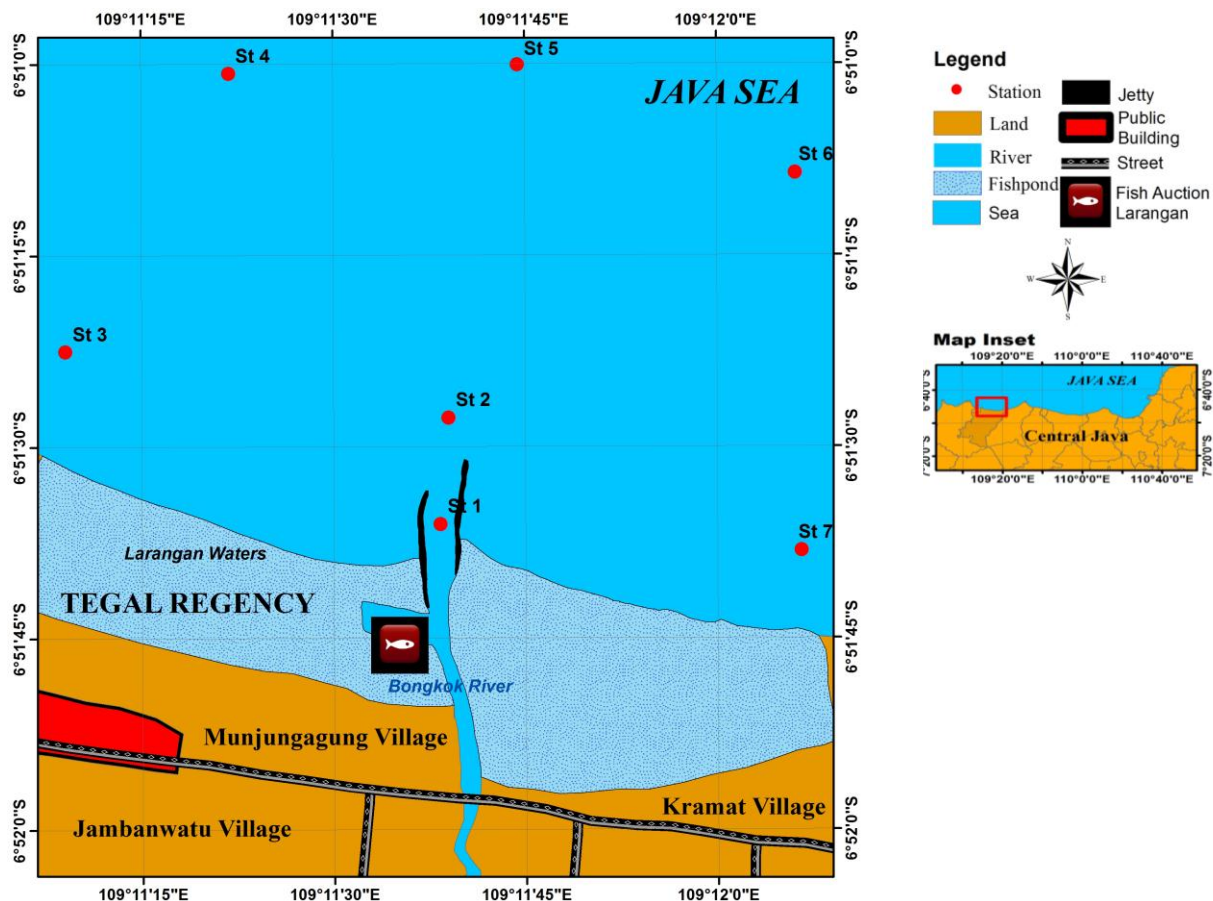 109°11'15"E 109°11'30"E 109°11'45"E 109°12'0"E
6°51'0"S
6°51'15"S
6°51'30"S
6°51'45"S
6°52'0"S
St 4
St 5
JAVA SEA
St 6
St 3
St 2
St 1
St 7
Larangan Waters
TEGAL REGENCY
Bongkok River
Munjungagung Village
Kramat Village
Jambanwatu Village
6°51'0"S
6°51'15"S
6°51'30"S
6°51'45"S
6°52'0"S
109°11'15"E 109°11'30"E 109°11'45"E 109°12'0"E
Legend
Station
Land
River
Fishpond
Sea
Jetty
Public
Building
Street
Fish Auction
Larangan
N
W E
S
Map Inset
109°20'0"E 110°0'0"E 110°40'0"E
JAVA SEA
Central Java
6°40'0"S
7°20'0"S
6°40'0"S
7°20'0"S
109°20'0"E 110°0'0"E 110°40'0"E